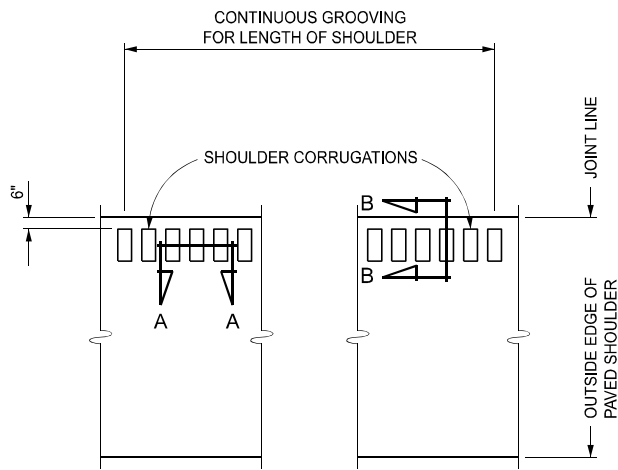 CONTINUOUS GROOVING
FOR LENGTH OF SHOULDER
SHOULDER CORRUGATIONS
6"
JOINT LINE
B
B
A
A
OUTSIDE EDGE OF
PAVED SHOULDER